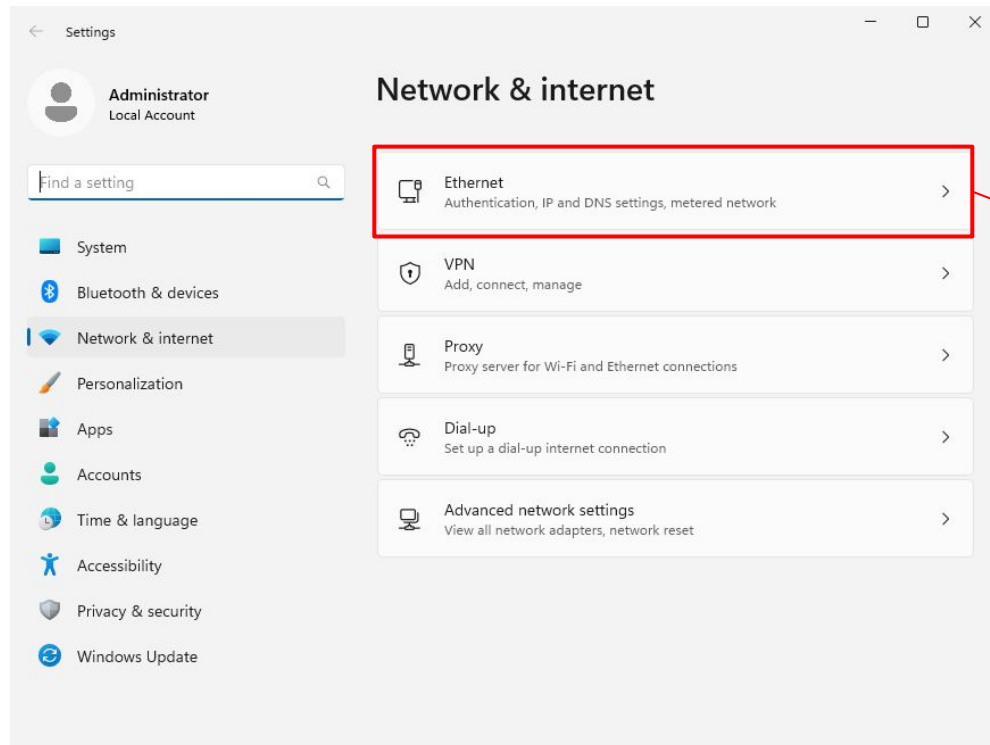 Settings
Administrator
Local Account
Find a setting
System
Bluetooth & devices
Network & internet
Personalization
Apps
Accounts
Time & language
Accessibility
Privacy & security
Windows Update
Network & internet
Ethernet
Authentication, IP and DNS settings, metered network
VPN
Add, connect, manage
Proxy
Proxy server for Wi-Fi and Ethernet connections
Dial-up
Set up a dial-up internet connection
Advanced network settings
View all network adapters, network reset